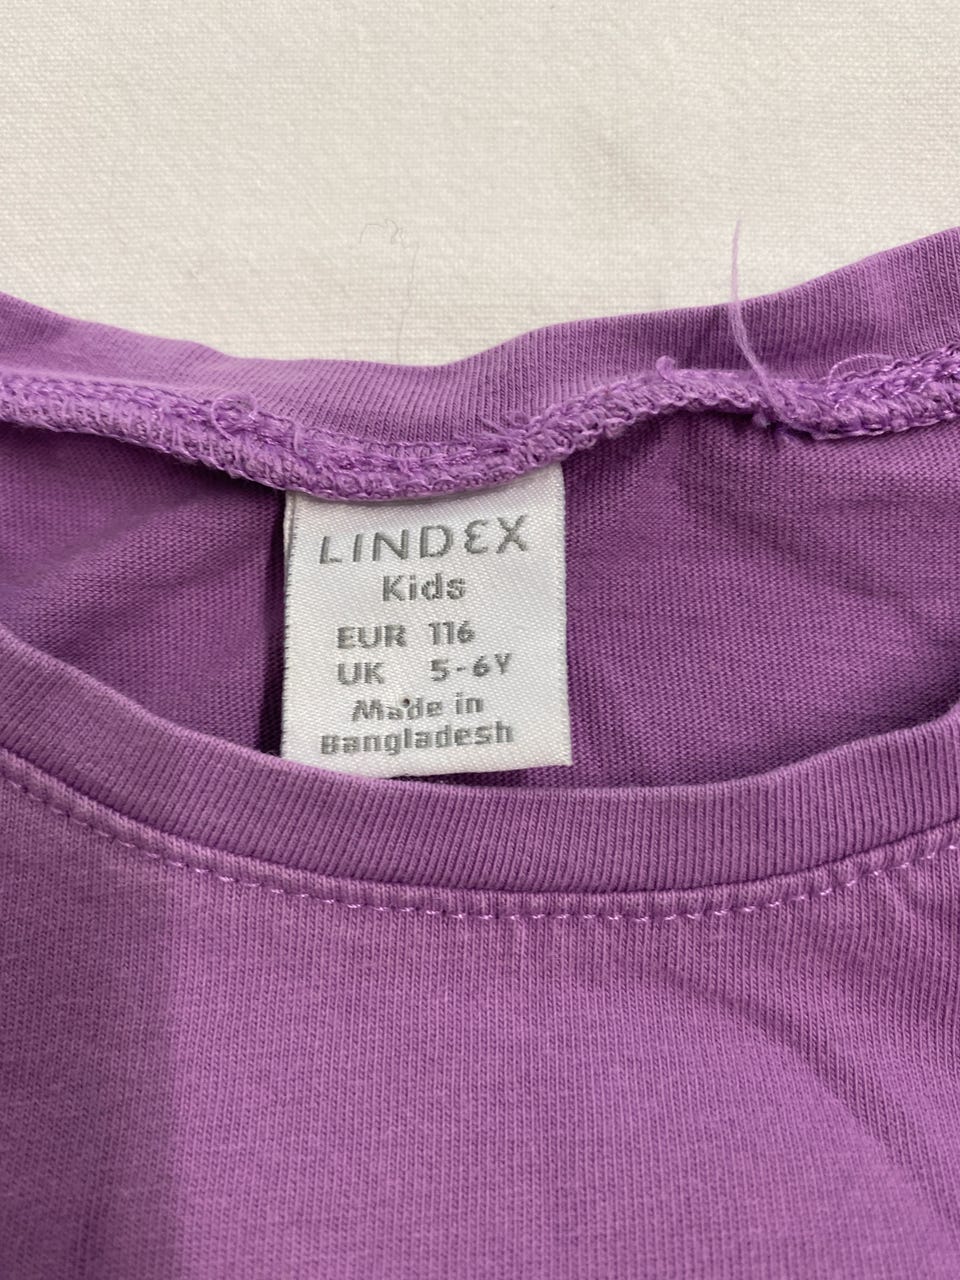 LINDEX
Kids
EUR 116
UK 5-6Y
Made in
Bangladesh